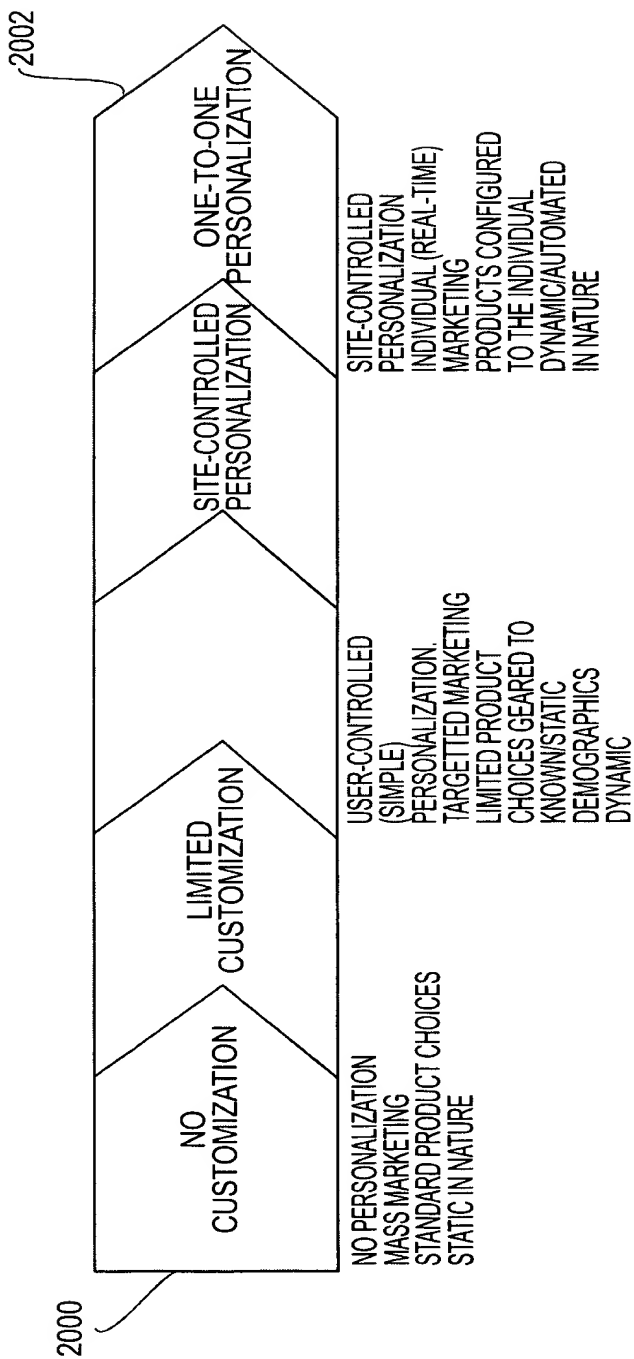 2000
2002
NO
CUSTOMIZATION
LIMITED
CUSTOMIZATION
SITE-CONTROLLED
PERSONALIZATION
ONE-TO-ONE
PERSONALIZATION
NO PERSONALIZATION
MASS MARKETING
STANDARD PRODUCT CHOICES
STATIC IN NATURE
USER-CONTROLLED
(SIMPLE)
PERSONALIZATION.
TARGETTED MARKETING
LIMITED PRODUCT
CHOICES GEARED TO
KNOWN/STATIC
DEMOGRAPHICS
DYNAMIC
SITE-CONTROLLED
PERSONALIZATION
INDIVIDUAL (REAL-TIME)
MARKETING
PRODUCTS CONFIGURED
TO THE INDIVIDUAL
DYNAMIC/AUTOMATED
IN NATURE